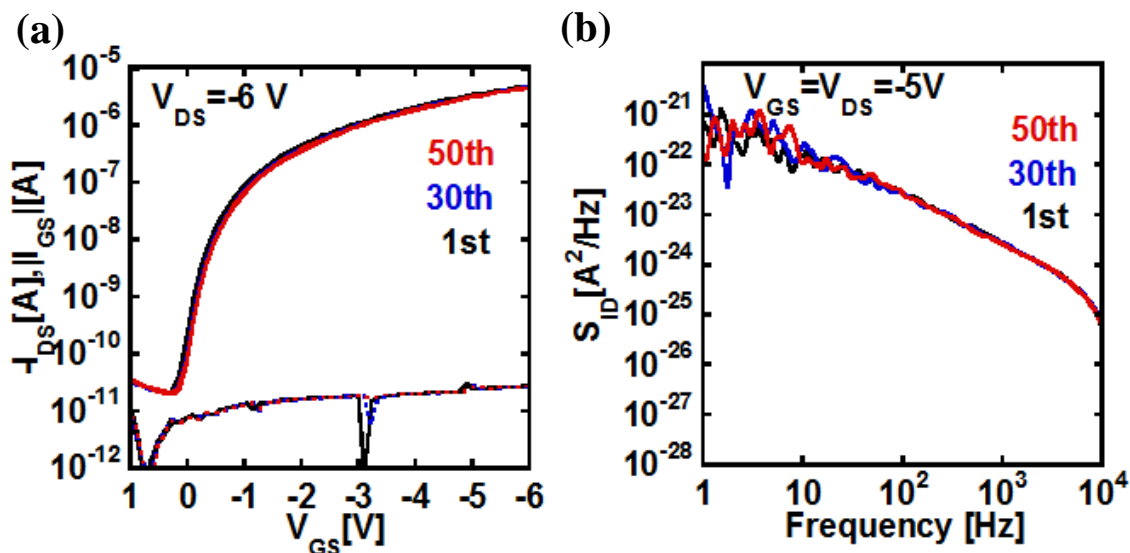 (a)
V_DS=-6 V
50th
30th
1st
-I_DS[A],|I_GS|[A]
10^-5
10^-6
10^-7
10^-8
10^-9
10^-10
10^-11
10^-12
1 0 -1 -2 -3 -4 -5 -6
V_GS[V]
(b)
V_GS=V_DS=-5V
50th
30th
1st
S_ID[A^2/Hz]
10^-21
10^-22
10^-23
10^-24
10^-25
10^-26
10^-27
10^-28
1 10 10^2 10^3 10^4
Frequency [Hz]